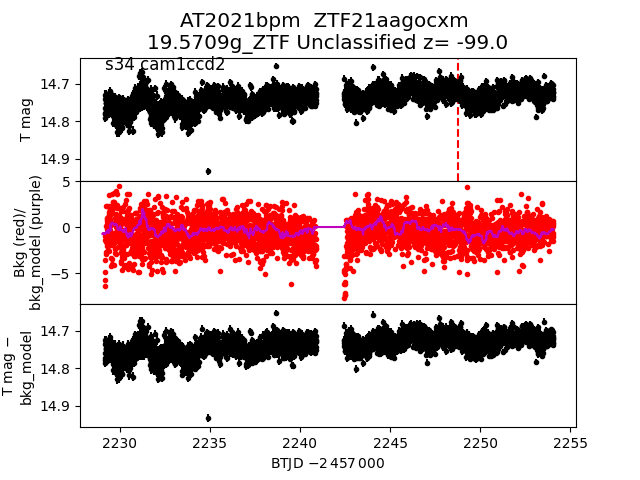 AT2021bpm  ZTF21aagocxm
19.5709g_ZTF Unclassified z= -99.0
s34 cam1ccd2
14.7
14.8
14.9
T mag
5
0
−5
Bkg (red)/
bkg_model (purple)
14.7
14.8
14.9
T mag −
bkg_model
2230
2235
2240
2245
2250
2255
BTJD −2 457 000